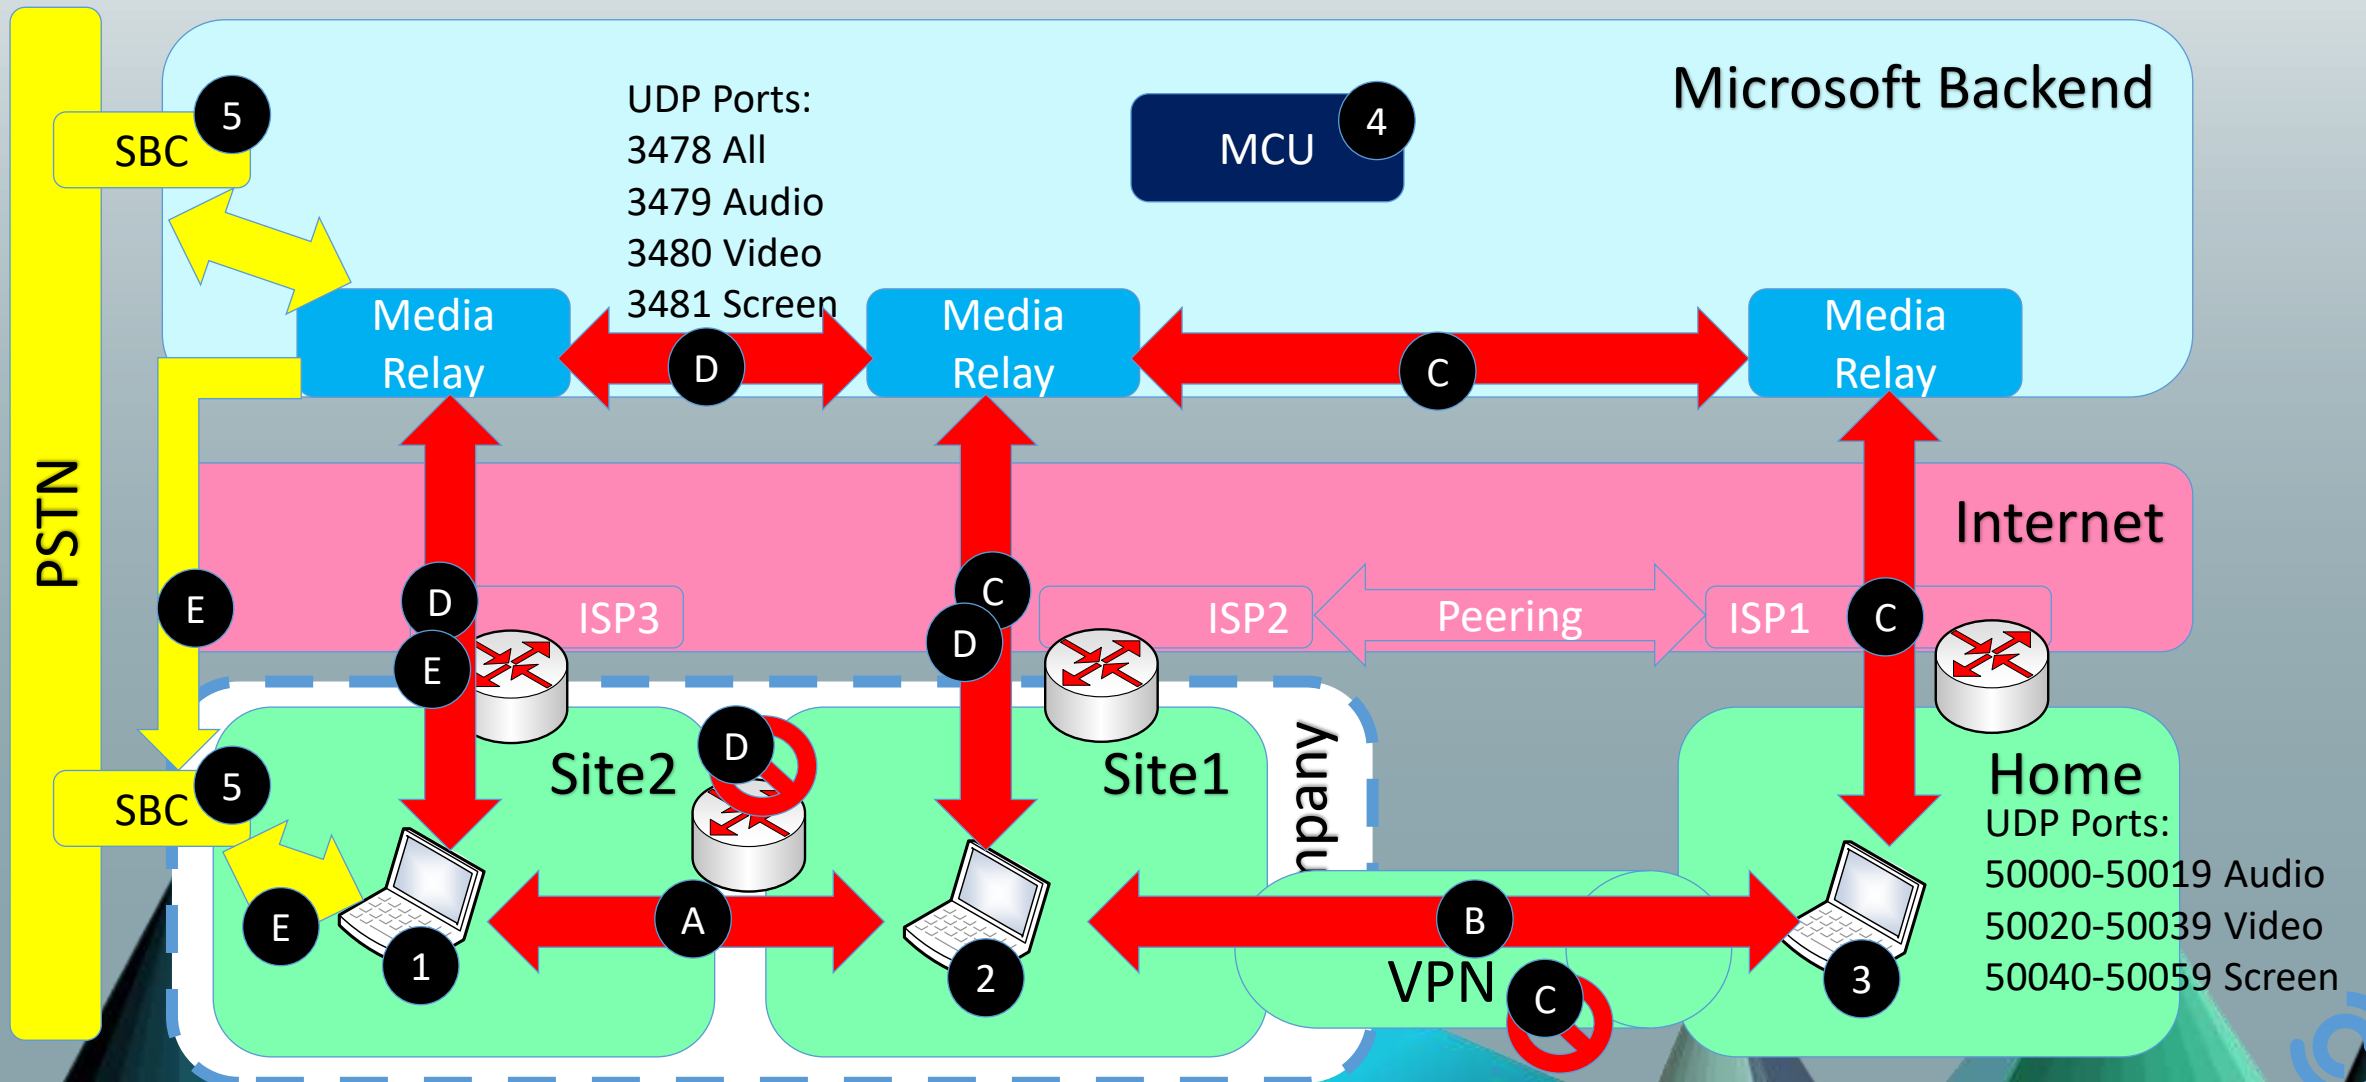 Microsoft Backend
UDP Ports:
3478 All
3479 Audio
3480 Video
3481 Screen
MCU
4
SBC
5
Media
Relay
D
Media
Relay
C
Media
Relay
PSTN
Internet
E
D
E
ISP3
C
D
ISP2
Peering
ISP1
C
Site2
D
Site1
mpany
Home
UDP Ports:
50000-50019 Audio
50020-50039 Video
50040-50059 Screen
SBC
5
E
1
A
2
B
VPN
C
3